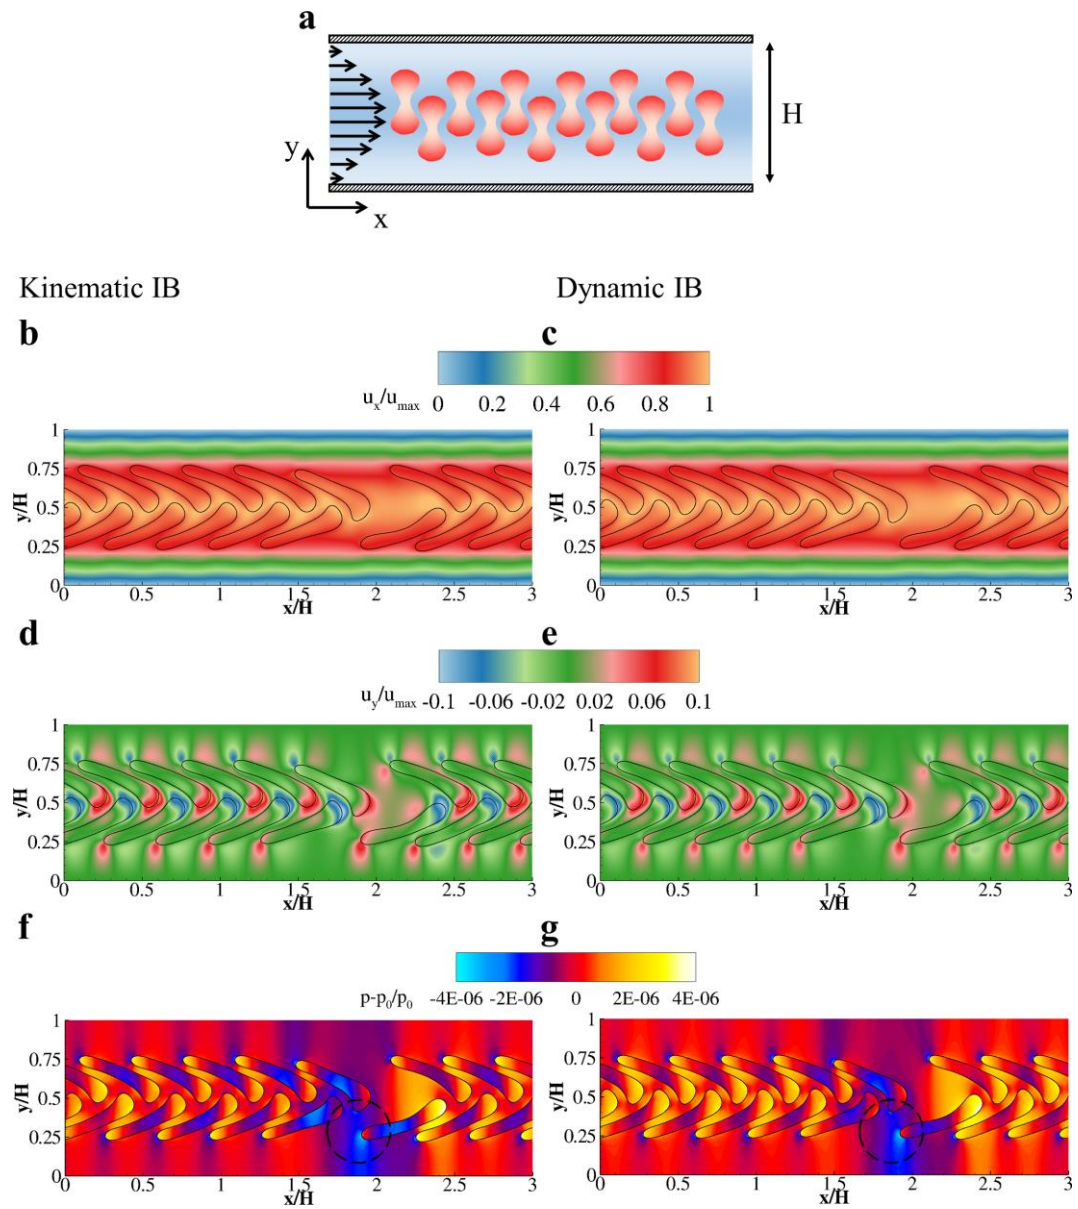 a
H
y
x
Kinematic IB Dynamic IB
b c
u_x/u_max 0 0.2 0.4 0.6 0.8 1
1 1
0.75 0.75
y/H 0.5 y/H 0.5
0.25 0.25
0 0
0 0.5 1 1.5 2 2.5 3 0 0.5 1 1.5 2 2.5 3
x/H x/H
d e
u_y/u_max -0.1 -0.06 -0.02 0.02 0.06 0.1
1 1
0.75 0.75
y/H 0.5 y/H 0.5
0.25 0.25
0 0
0 0.5 1 1.5 2 2.5 3 0 0.5 1 1.5 2 2.5 3
x/H x/H
f g
p-p_0/p_0 -4E-06 -2E-06 0 2E-06 4E-06
1 1
0.75 0.75
y/H 0.5 y/H 0.5
0.25 0.25
0 0
0 0.5 1 1.5 2 2.5 3 0 0.5 1 1.5 2 2.5 3
x/H x/H